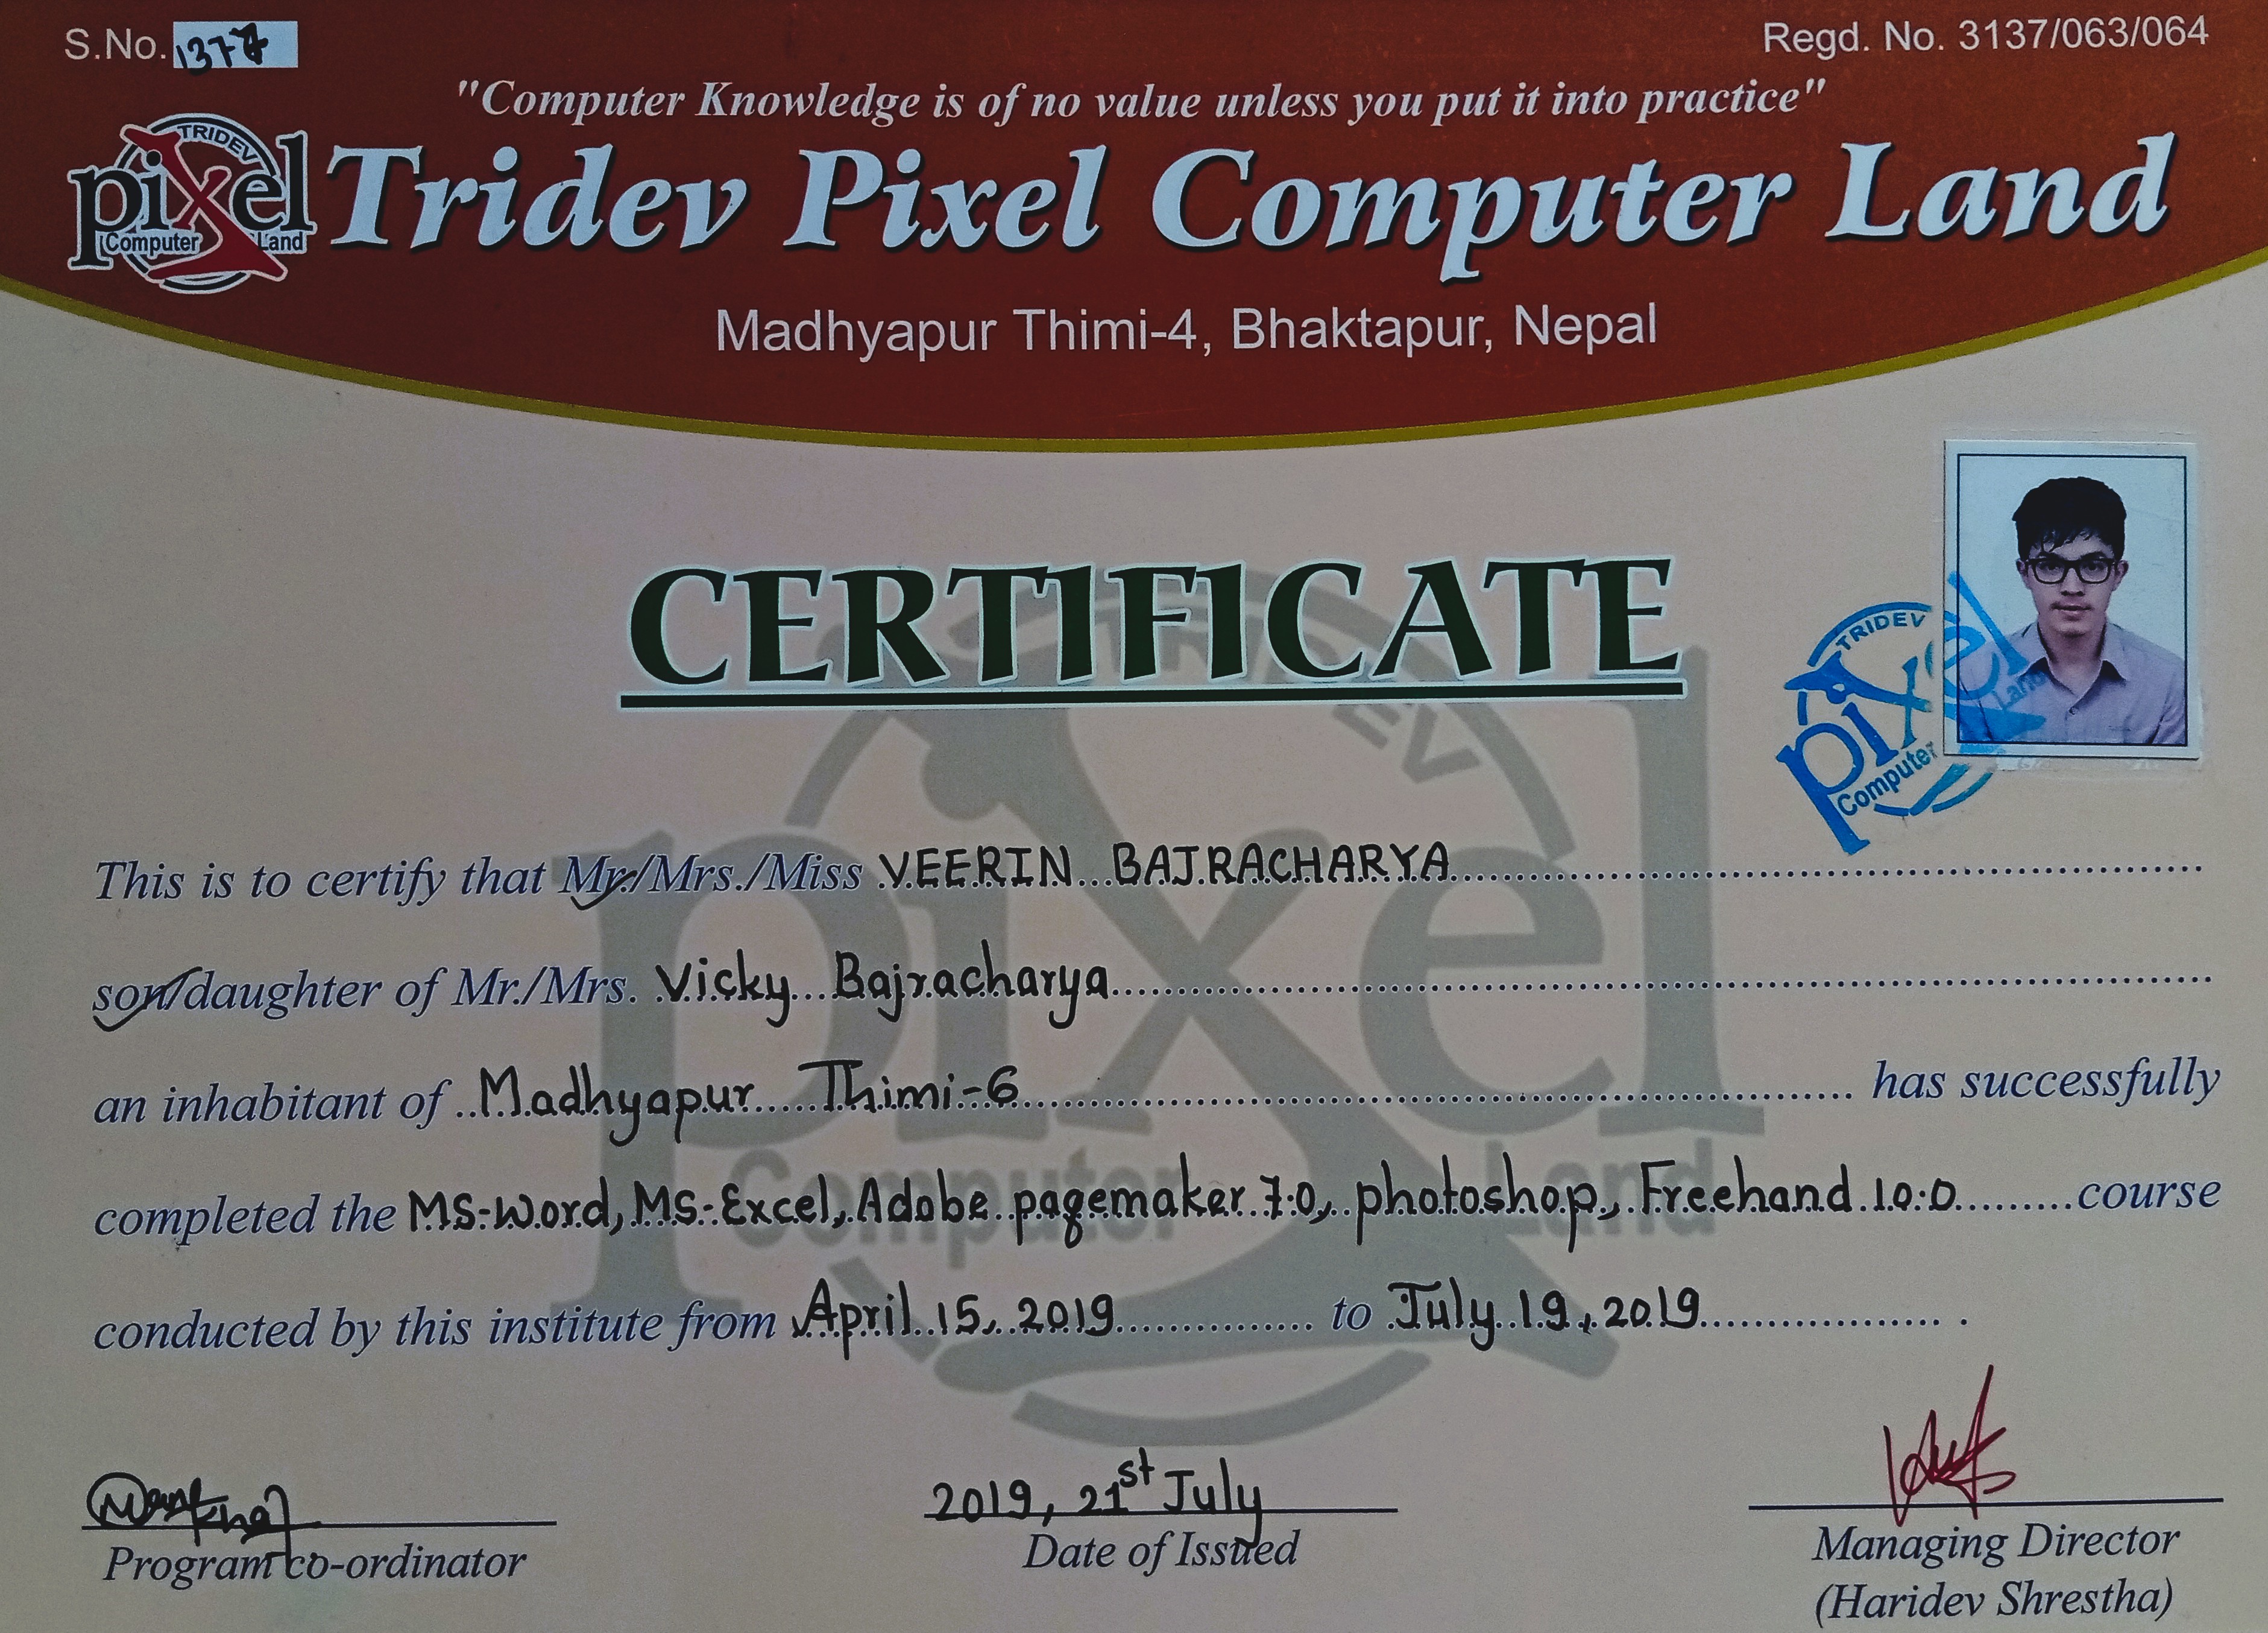 S.No. 1377
Regd. No. 3137/063/064
"Computer Knowledge is of no value unless you put it into practice"
TRIDEV
pixel
Computer Land
Tridev Pixel Computer Land
Madhyapur Thimi-4, Bhaktapur, Nepal
CERTIFICATE
TRIDEV
pixel
Computer Land
TRIDEV
pixel
Computer Land
This is to certify that Mr./Mrs./Miss VEERIN BAJRACHARYA
son/daughter of Mr./Mrs. Vicky Bajracharya
an inhabitant of Madhyapur Thimi-6 has successfully
completed the MS-Word, MS-Excel, Adobe pagemaker 7.0, photoshop, Freehand 10.0 course
conducted by this institute from April 15, 2019 to July 19, 2019 .
2019, 21st July
Program co-ordinator
Date of Issued
Managing Director
(Haridev Shrestha)